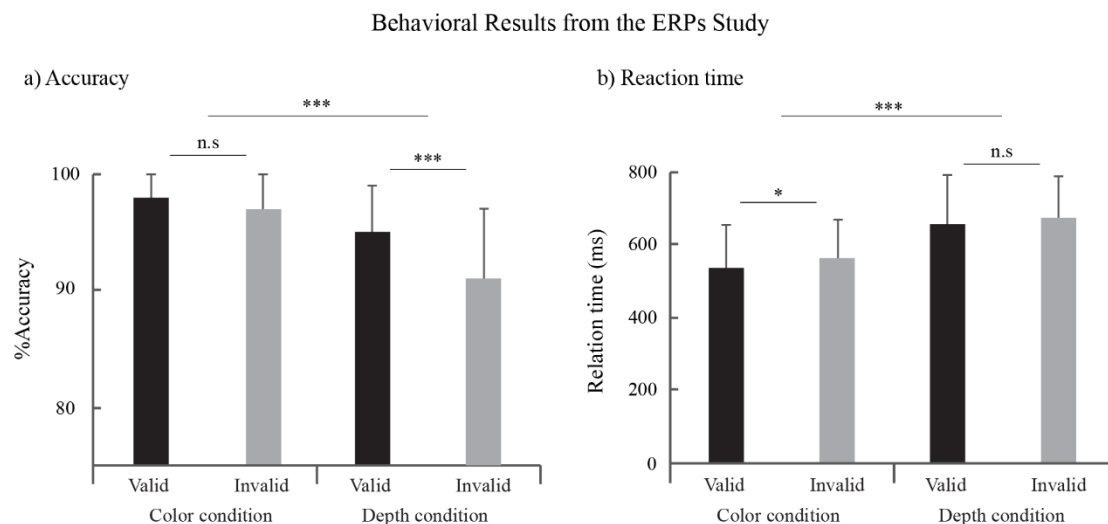 Behavioral Results from the ERPs Study
a) Accuracy
***
n.s
***
100
90
80
%Accuracy
Valid
Invalid
Valid
Invalid
Color condition
Depth condition
b) Reaction time
***
*
n.s
800
600
400
200
0
Relation time (ms)
Valid
Invalid
Valid
Invalid
Color condition
Depth condition